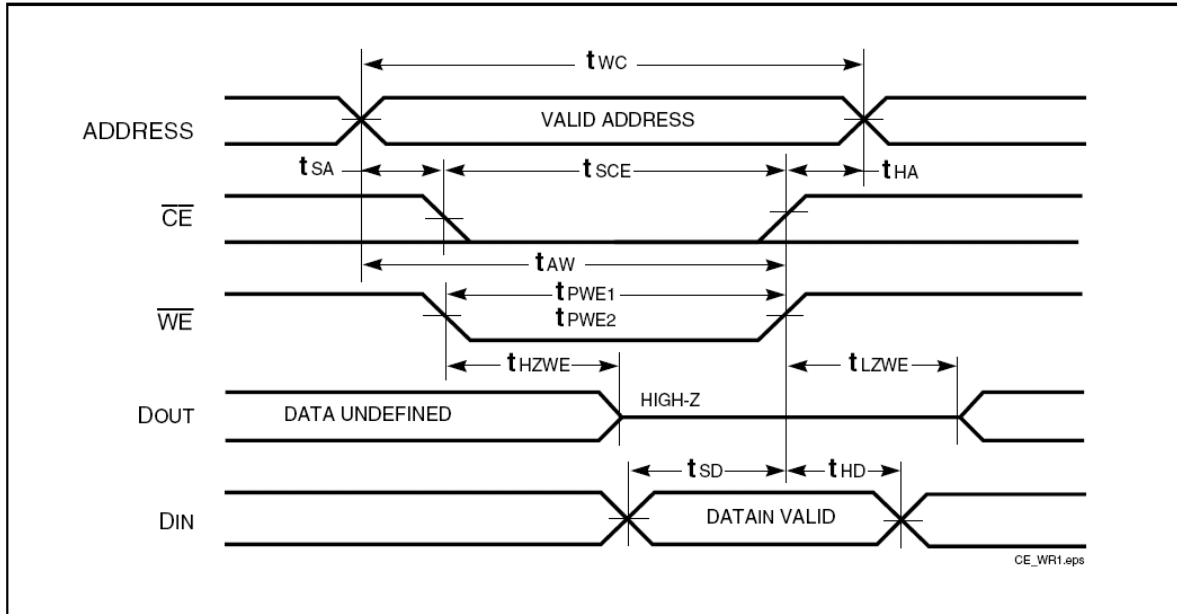 tWC
ADDRESS
VALID ADDRESS
tSA
tSCE
tHA
CE
tAW
tPWE1
WE
tPWE2
tHZWE
tLZWE
DOUT
DATA UNDEFINED
HIGH-Z
tSD
tHD
DIN
DATAIN VALID
CE_WR1.eps